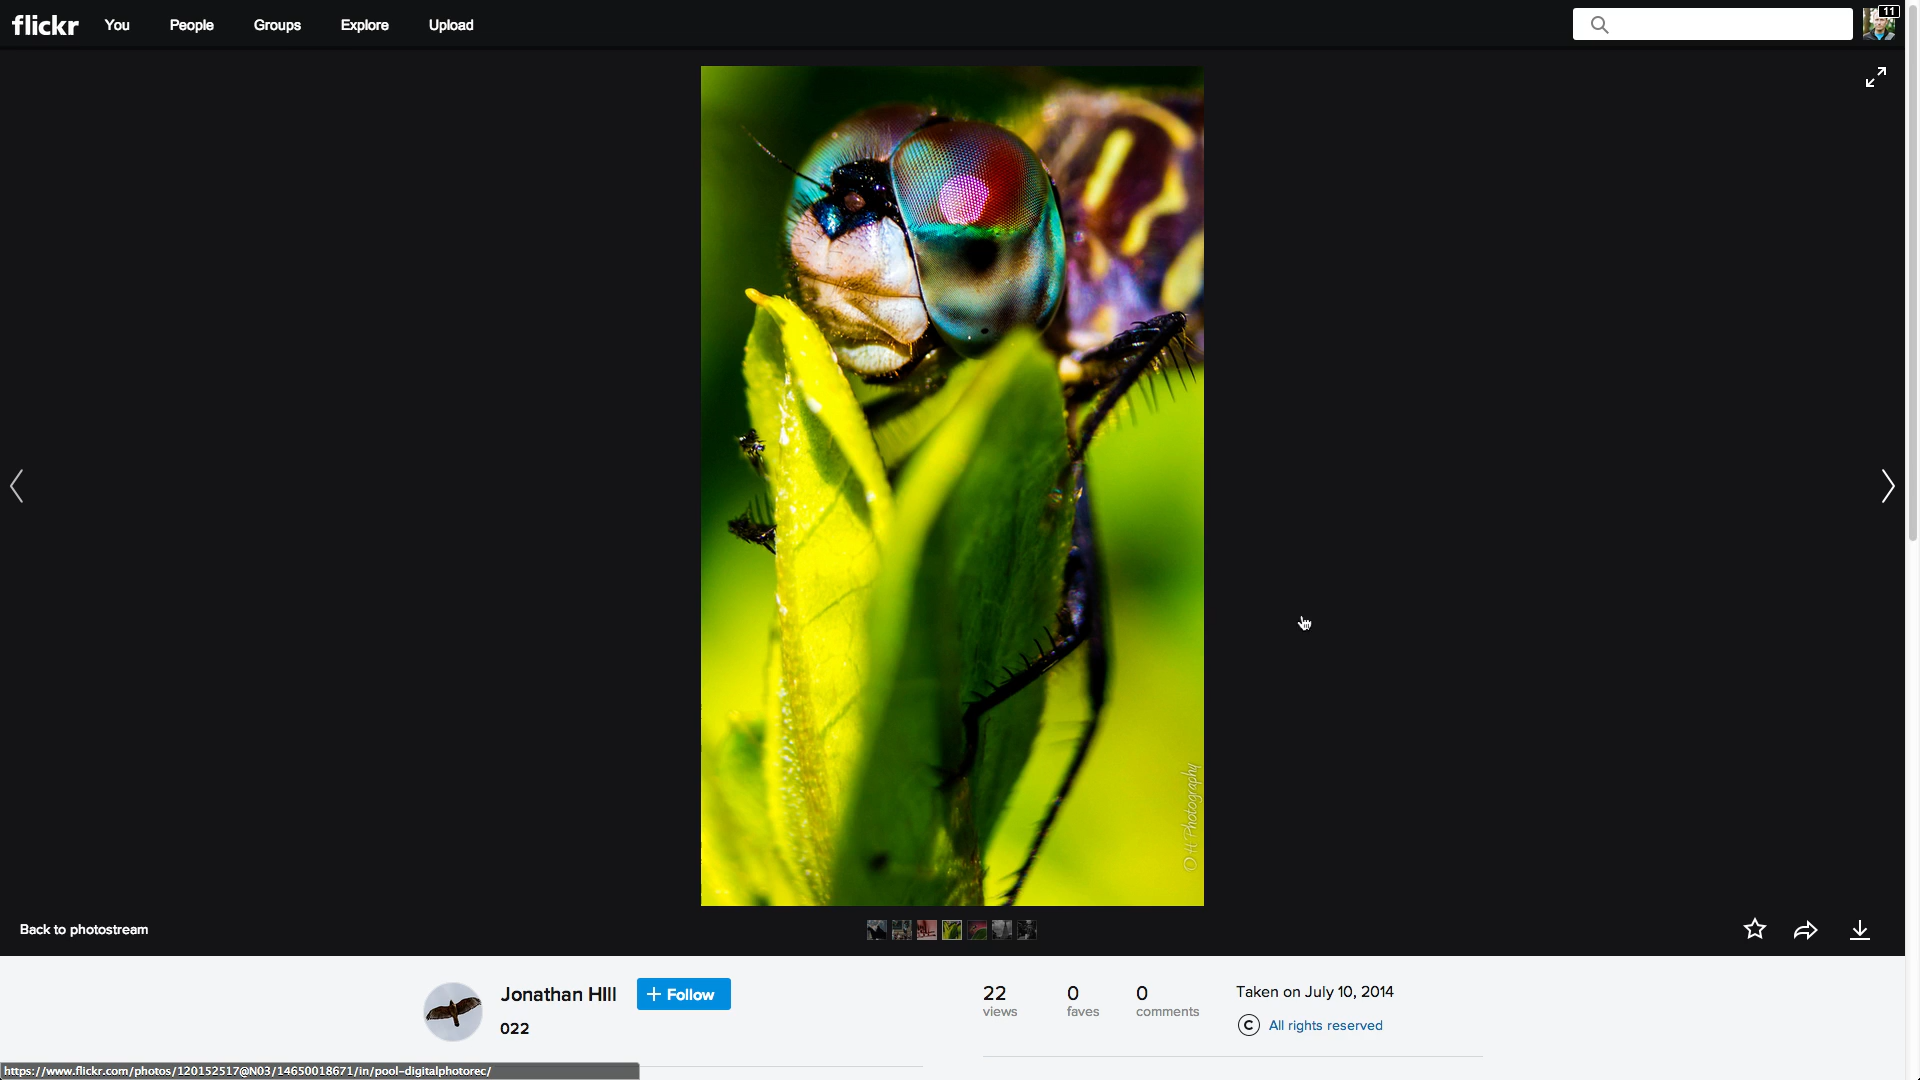 flickr You People Groups Explore Upload
11
JH Photography
Back to photostream
Jonathan HIll + Follow
022
22 views
0 faves
0 comments
Taken on July 10, 2014
C All rights reserved
https://www.flickr.com/photos/120152517@N03/14650018671/in/pool-digitalphotorec/